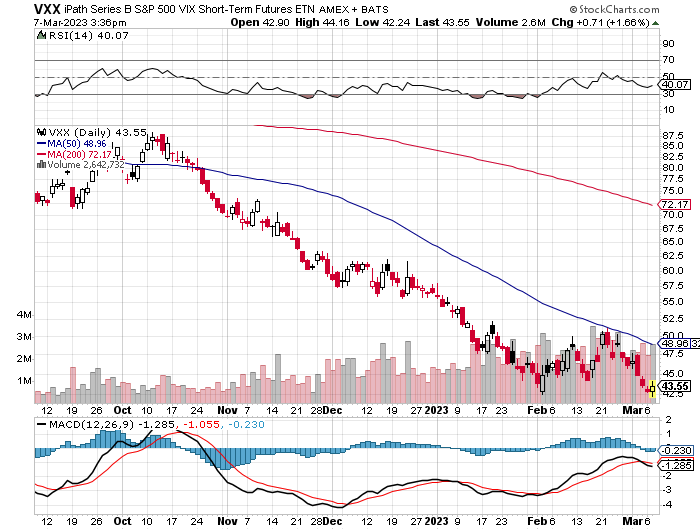 VXX iPath Series B S&P 500 VIX Short-Term Futures ETN AMEX + BATS
© StockCharts.com
7-Mar-2023 3:36pm
Open 42.90 High 44.16 Low 42.24 Last 43.55 Volume 2.6M Chg +0.71 (+1.66%)
RSI(14) 40.07
90
70
50
40.07
30
10
VXX (Daily) 43.55
MA(50) 48.96
MA(200) 72.17
Volume 2,642,732
87.5
85.0
82.5
80.0
77.5
75.0
72.17
70.0
67.5
65.0
62.5
60.0
57.5
55.0
52.5
50.0
48.96
47.5
45.0
43.55
42.5
4M
3M
2M
1M
12 19 26 Oct 10 17 24 Nov 7 14 21 28 Dec 12 19 27 2023 9 17 23 Feb 6 13 21 Mar 6
MACD(12,26,9) -1.285, -1.055, -0.230
2
1
0
-0.230
-1.285
-2
-3
-4
12 19 26 Oct 10 17 24 Nov 7 14 21 28 Dec 12 19 27 2023 9 17 23 Feb 6 13 21 Mar 6